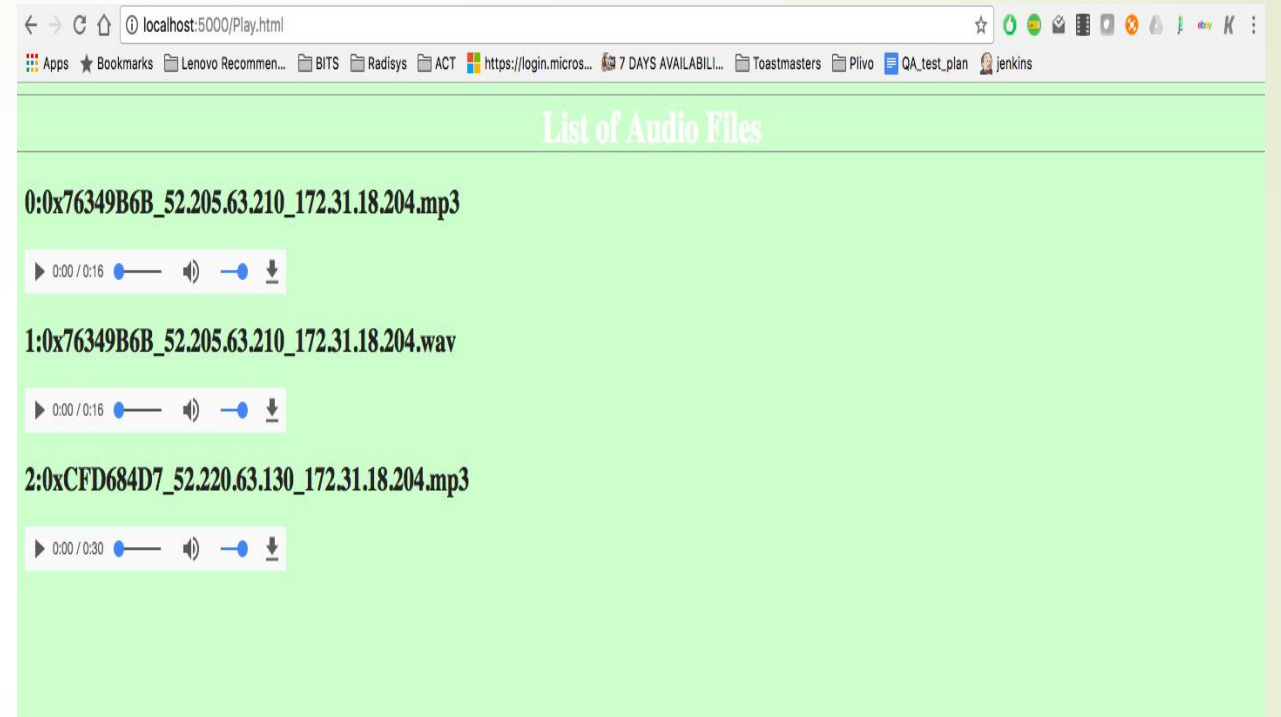 localhost:5000/Play.html
Apps Bookmarks Lenovo Recommen... BITS Radisys ACT https://login.micros... 7 DAYS AVAILABILI... Toastmasters Plivo QA_test_plan jenkins
List of Audio Files
0:0x76349B6B_52.205.63.210_172.31.18.204.mp3
0:00 / 0:16
1:0x76349B6B_52.205.63.210_172.31.18.204.wav
0:00 / 0:16
2:0xCFD684D7_52.220.63.130_172.31.18.204.mp3
0:00 / 0:30